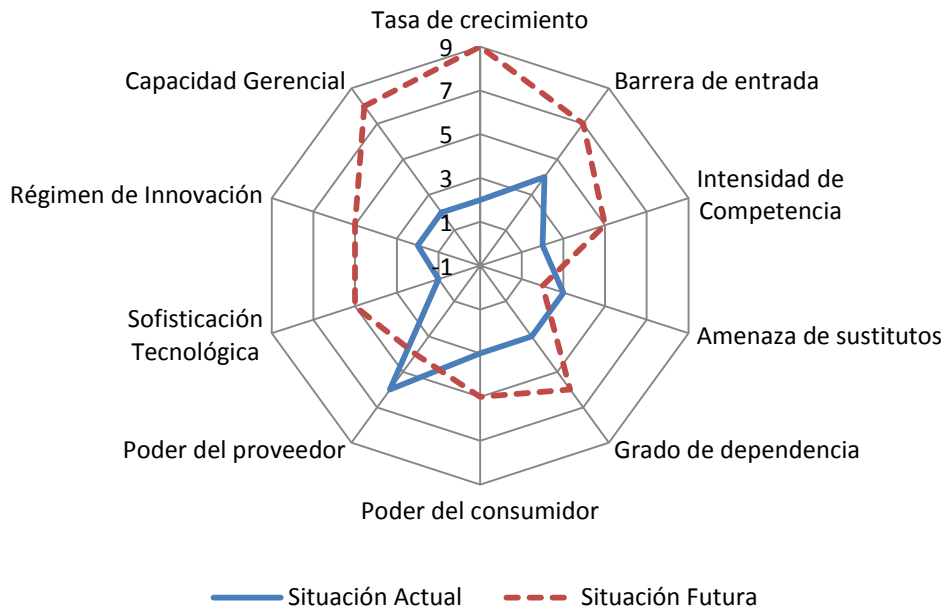 Tasa de crecimiento
9
Capacidad Gerencial
Barrera de entrada
7
5
Régimen de Innovación
3
Intensidad de
Competencia
1
-1
Sofisticación
Tecnológica
Amenaza de sustitutos
Poder del proveedor
Grado de dependencia
Poder del consumidor
Situación Actual
Situación Futura